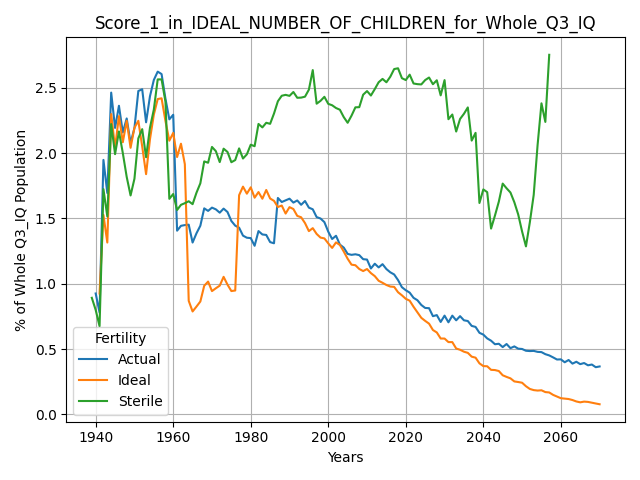 Score_1_in_IDEAL_NUMBER_OF_CHILDREN_for_Whole_Q3_IQ
% of Whole Q3_IQ Population
2.5
2.0
1.5
1.0
0.5
0.0
Fertility
Actual
Ideal
Sterile
1940 1960 1980 2000 2020 2040 2060
Years